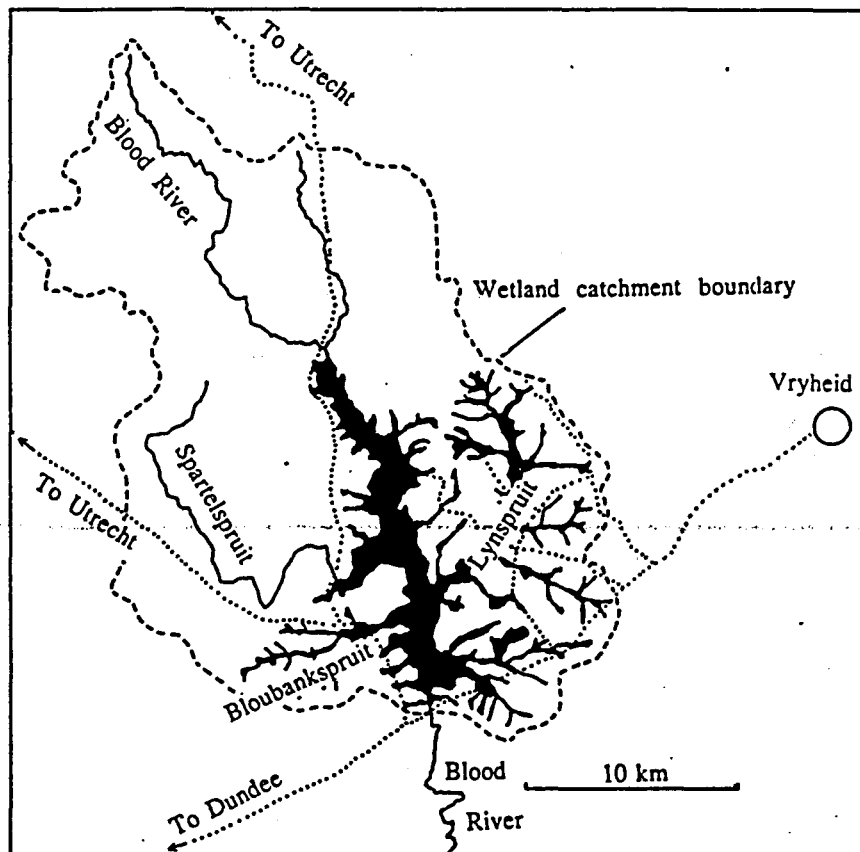 To Utrecht
Blood River
Wetland catchment boundary
Vryheid
Spartelspruit
To Utrecht
Lynspruit
Bloubankspruit
To Dundee
Blood
River
10 km